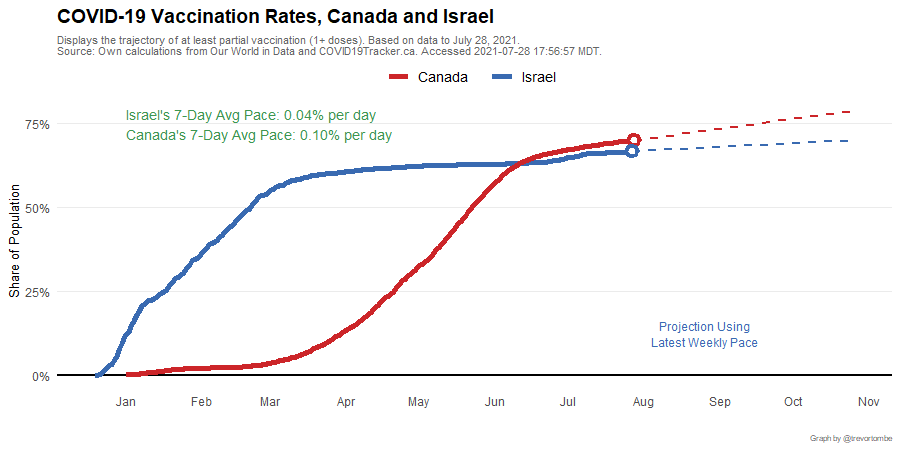 COVID-19 Vaccination Rates, Canada and Israel
Displays the trajectory of at least partial vaccination (1+ doses). Based on data to July 28, 2021.
Source: Own calculations from Our World in Data and COVID19Tracker.ca. Accessed 2021-07-28 17:56:57 MDT.
Canada Israel
Israel's 7-Day Avg Pace: 0.04% per day
Canada's 7-Day Avg Pace: 0.10% per day
75%
50%
25%
0%
Share of Population
Projection Using
Latest Weekly Pace
Jan Feb Mar Apr May Jun Jul Aug Sep Oct Nov
Graph by @trevortombe